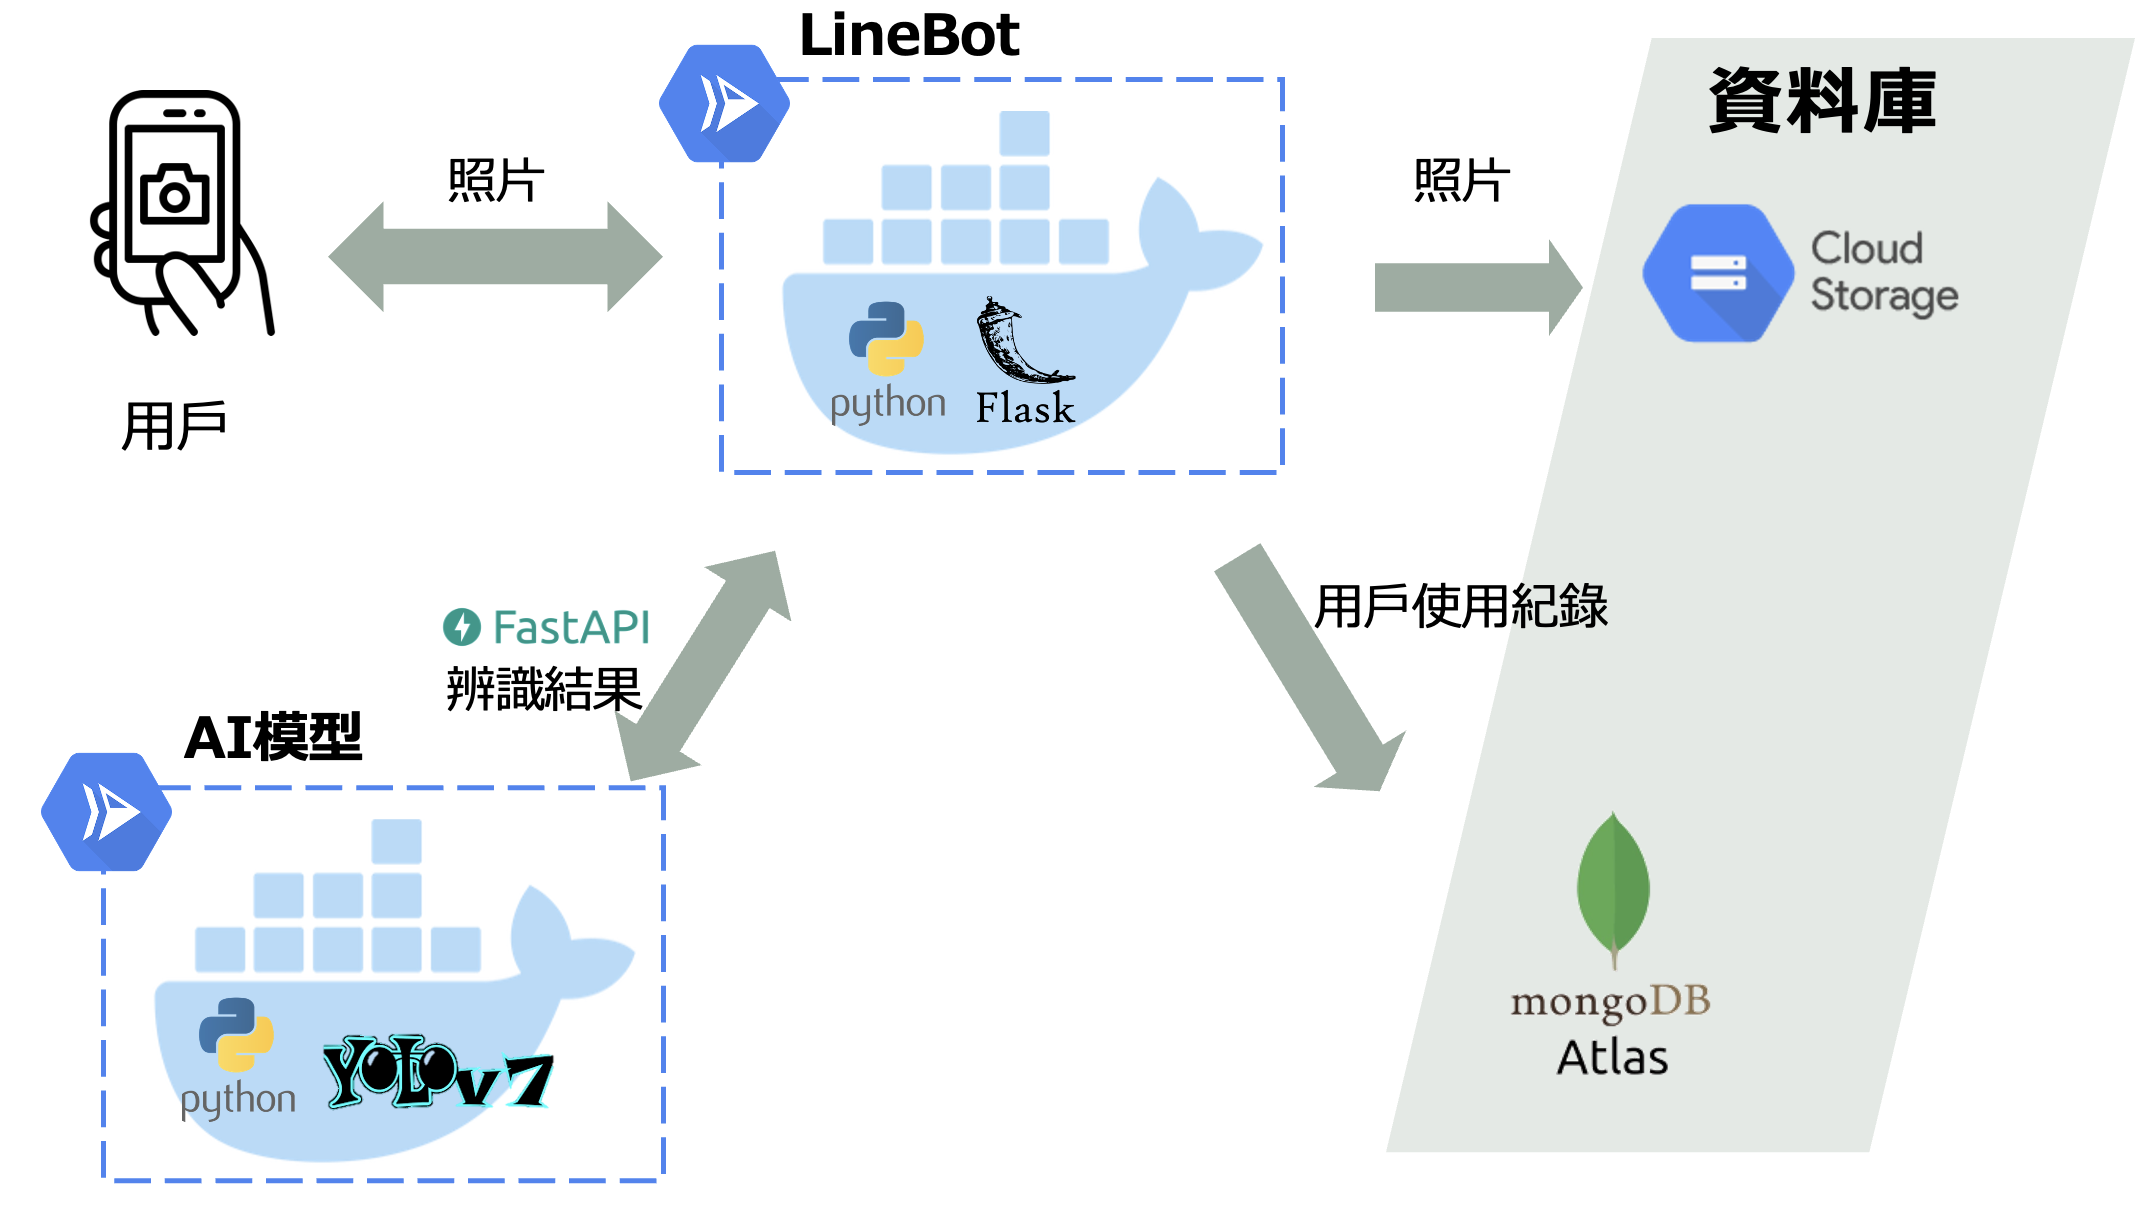 LineBot
資料庫
照片
照片
Cloud
Storage
python
Flask
用戶
FastAPI
辨識結果
用戶使用紀錄
AI模型
python
YOLOv7
mongoDB
Atlas